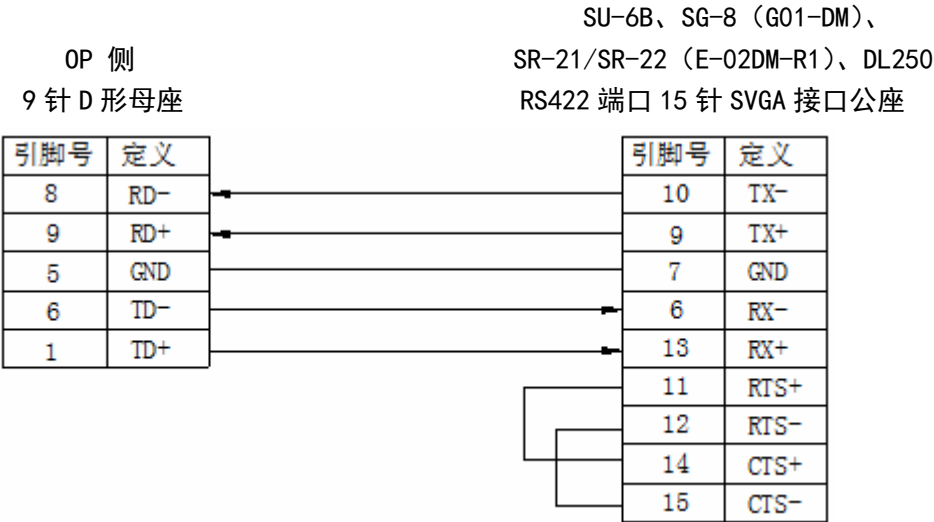 SU-6B、SG-8（G01-DM）、
OP 侧
SR-21/SR-22（E-02DM-R1）、DL250
9 针 D 形母座
RS422 端口 15 针 SVGA 接口公座
引脚号 定义
引脚号 定义
8 RD-
10 TX-
9 RD+
9 TX+
5 GND
7 GND
6 TD-
6 RX-
1 TD+
13 RX+
11 RTS+
12 RTS-
14 CTS+
15 CTS-